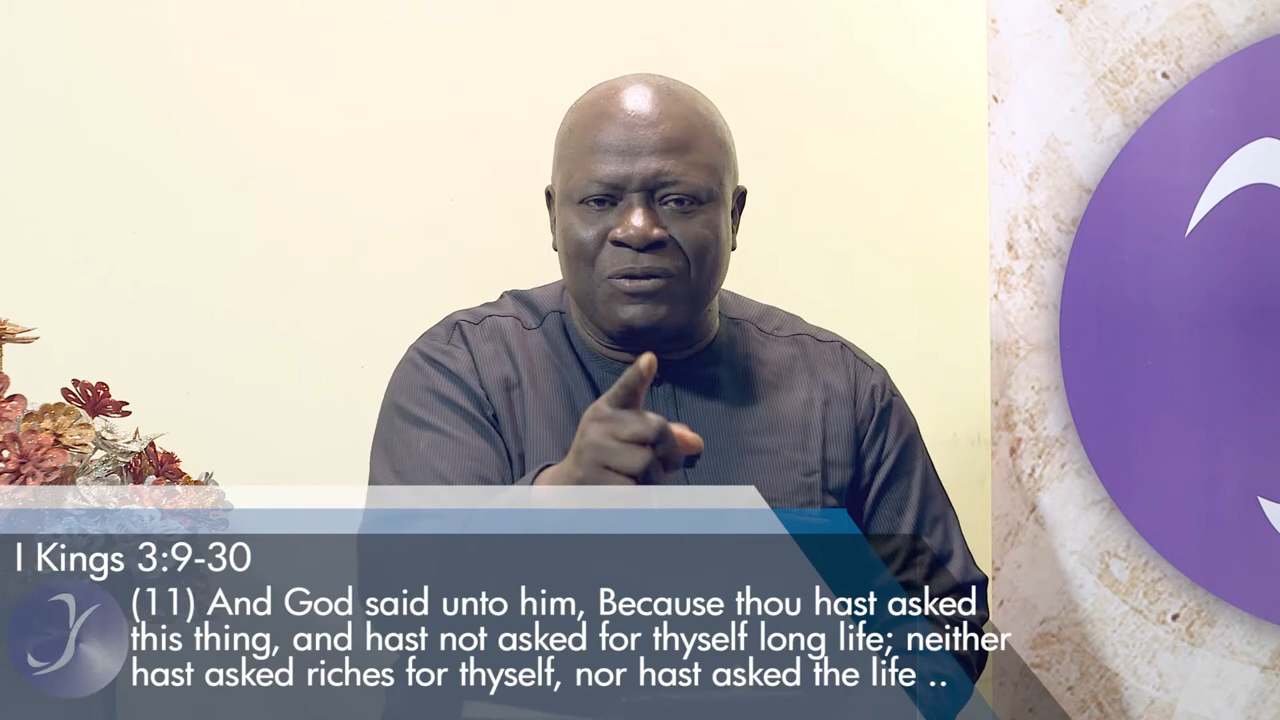 I Kings 3:9-30
(11) And God said unto him, Because thou hast asked
this thing, and hast not asked for thyself long life; neither
hast asked riches for thyself, nor hast asked the life ..